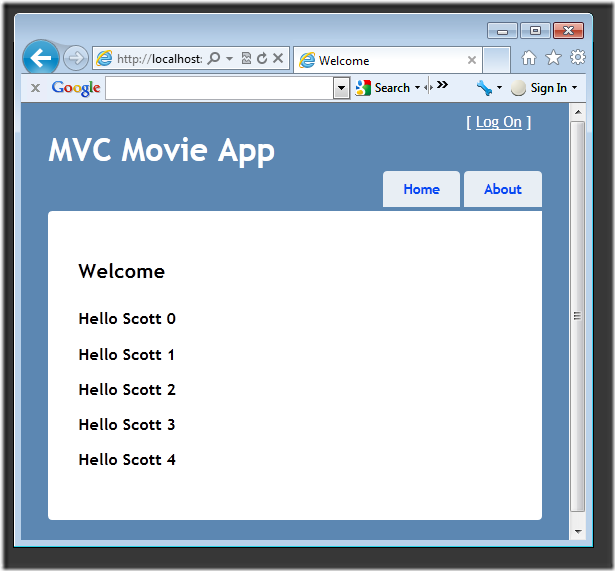 http://localhost:
Welcome
x Google
Search
Sign In
[ Log On ]
MVC Movie App
Home
About
Welcome
Hello Scott 0
Hello Scott 1
Hello Scott 2
Hello Scott 3
Hello Scott 4